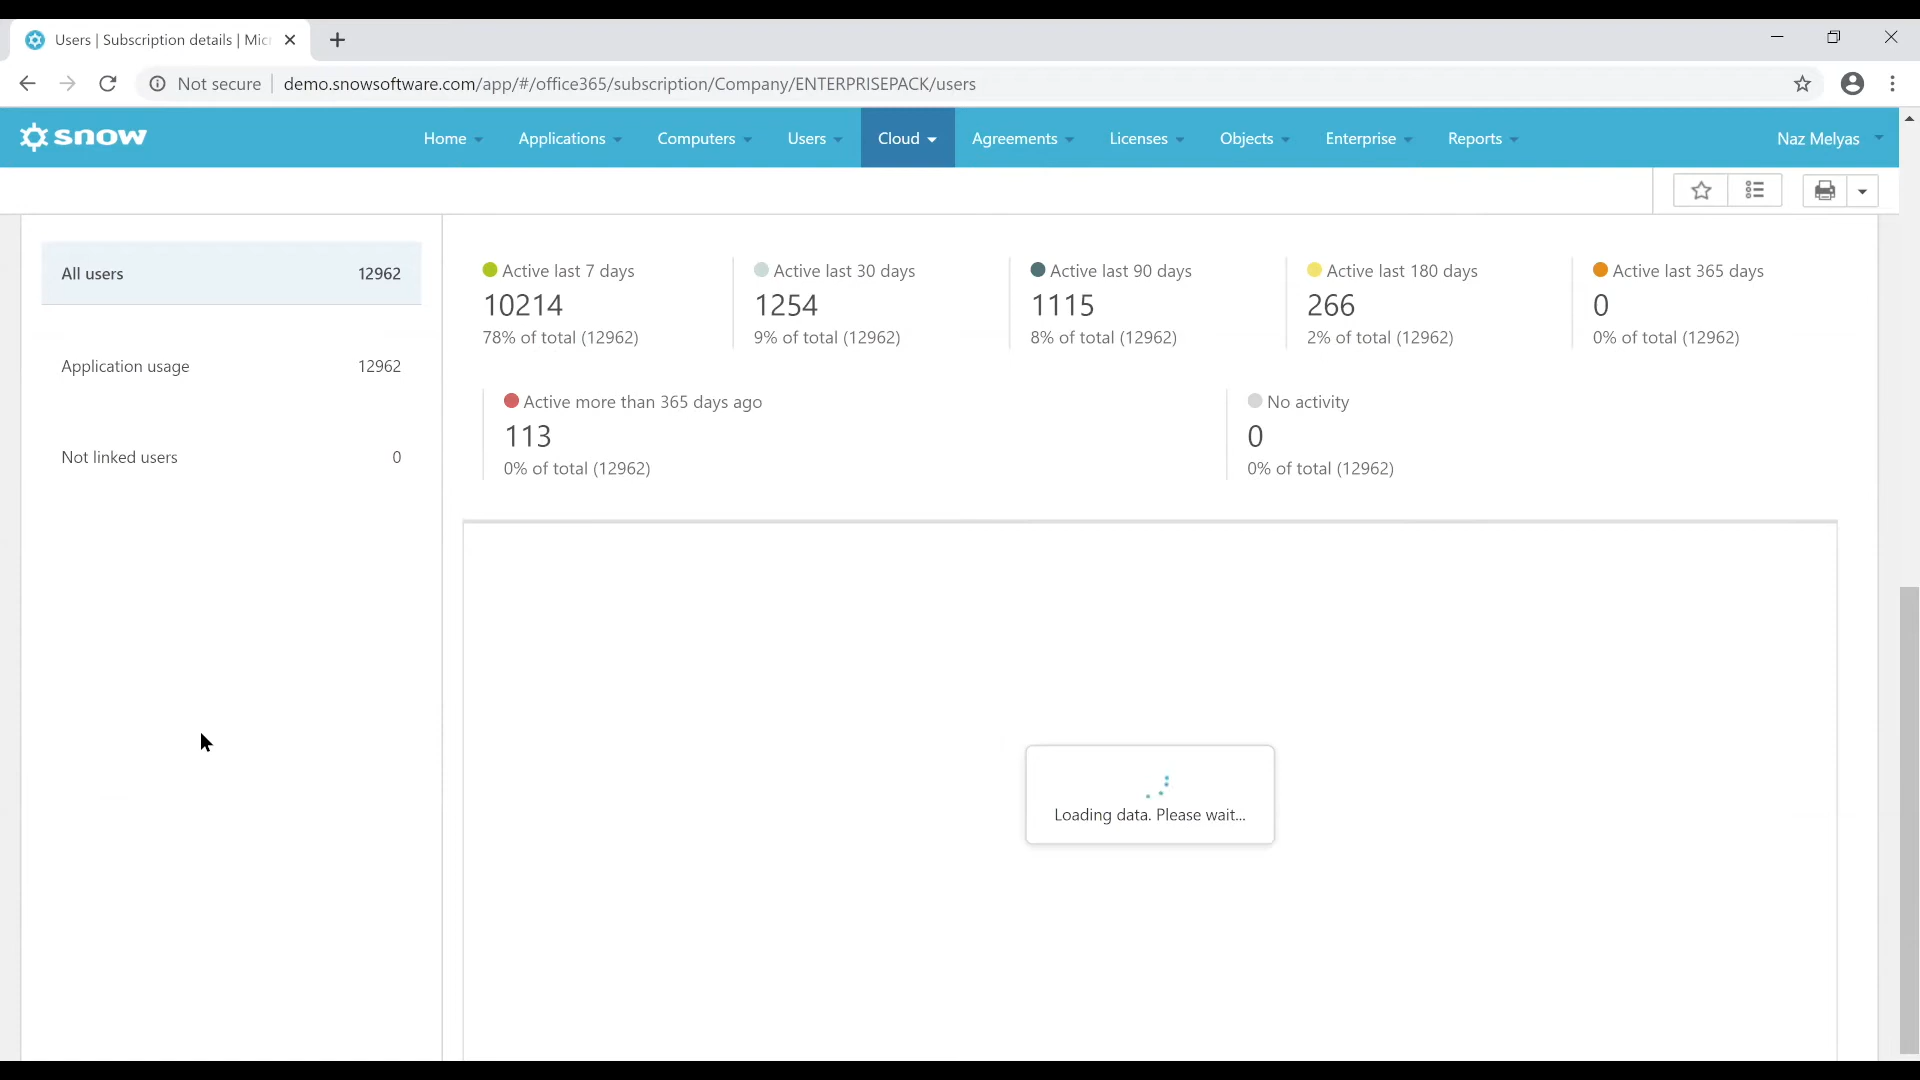 Users | Subscription details | Mic
Not secure
demo.snowsoftware.com/app/#/office365/subscription/Company/ENTERPRISEPACK/users
snow
Home
Applications
Computers
Users
Cloud
Agreements
Licenses
Objects
Enterprise
Reports
Naz Melyas
All users 12962
Application usage 12962
Not linked users 0
Active last 7 days
10214
78% of total (12962)
Active last 30 days
1254
9% of total (12962)
Active last 90 days
1115
8% of total (12962)
Active last 180 days
266
2% of total (12962)
Active last 365 days
0
0% of total (12962)
Active more than 365 days ago
113
0% of total (12962)
No activity
0
0% of total (12962)
Loading data. Please wait...